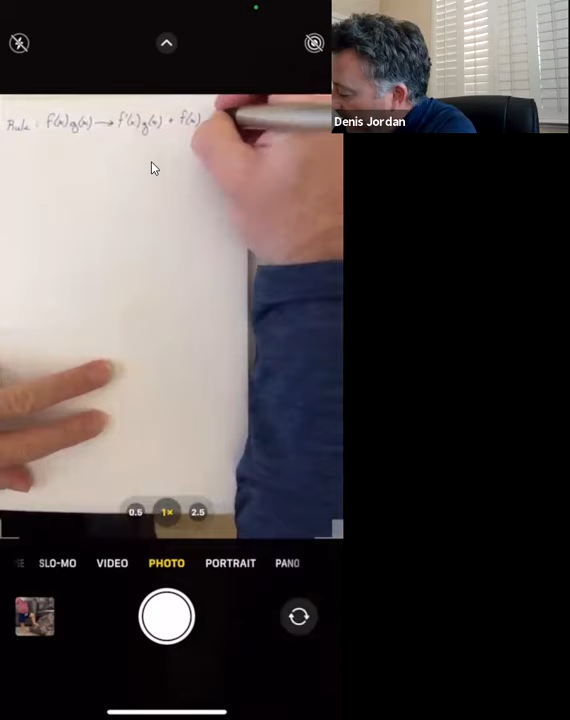 Denis Jordan
Rule: f(x)g(x) → f'(x)g(x) + f(x)
0.5 1× 2.5
SLO-MO VIDEO PHOTO PORTRAIT PANO